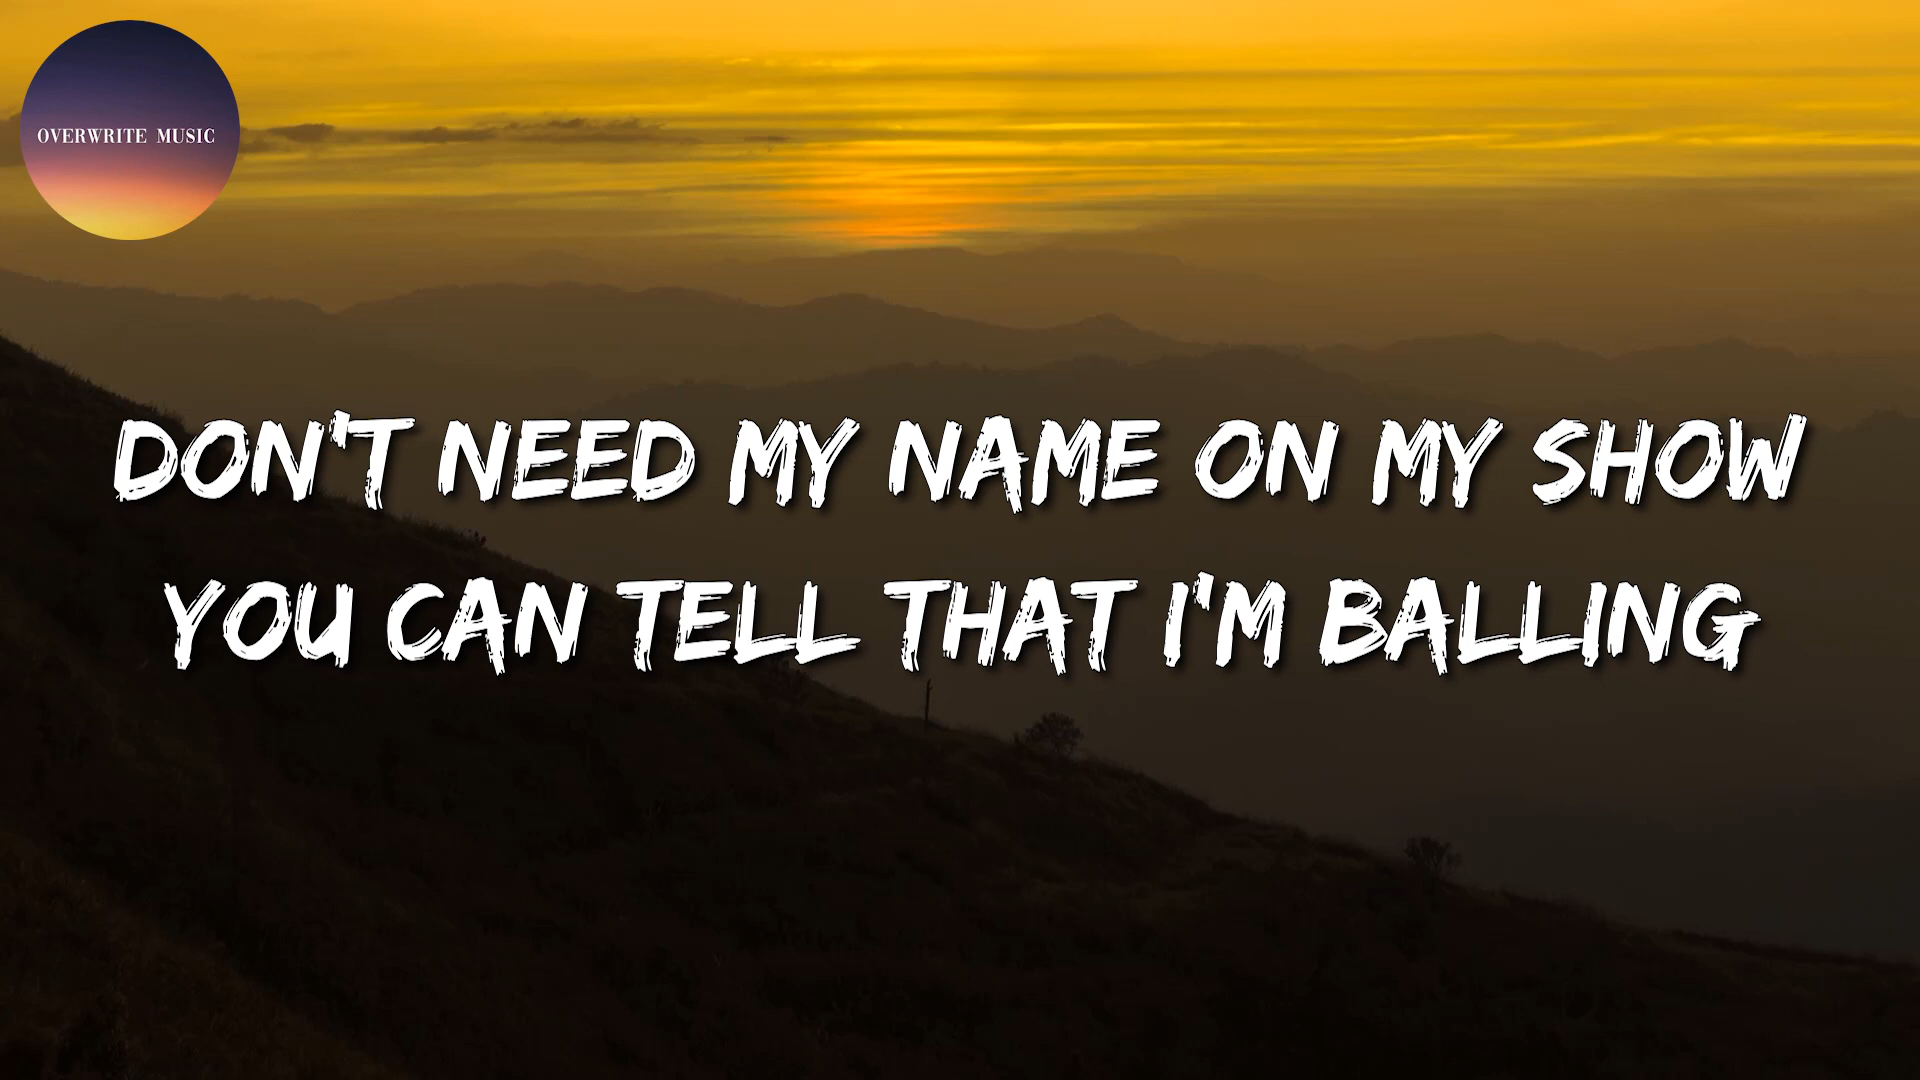 OVERWRITE MUSIC
DON'T NEED MY NAME ON MY SHOW
YOU CAN TELL THAT I'M BALLING